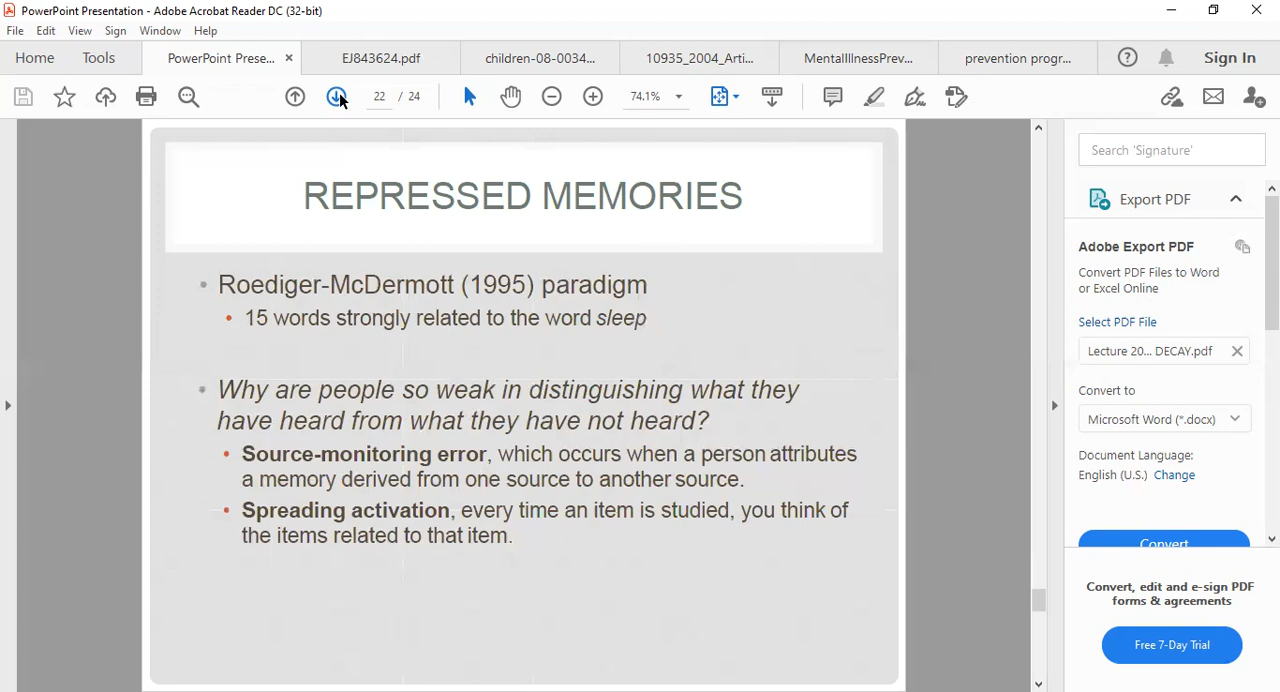 PowerPoint Presentation - Adobe Acrobat Reader DC (32-bit)
File Edit View Sign Window Help
Home Tools PowerPoint Prese... × EJ843624.pdf children-08-0034... 10935_2004_Arti... MentalIllnessPrev... prevention progr... Sign In
22 / 24 74.1%
REPRESSED MEMORIES
• Roediger-McDermott (1995) paradigm
• 15 words strongly related to the word sleep
• Why are people so weak in distinguishing what they
have heard from what they have not heard?
• Source-monitoring error, which occurs when a person attributes
a memory derived from one source to another source.
• Spreading activation, every time an item is studied, you think of
the items related to that item.
Search 'Signature'
Export PDF
Adobe Export PDF
Convert PDF Files to Word
or Excel Online
Select PDF File
Lecture 20... DECAY.pdf
Convert to
Microsoft Word (*.docx)
Document Language:
English (U.S.) Change
Convert
Convert, edit and e-sign PDF
forms & agreements
Free 7-Day Trial